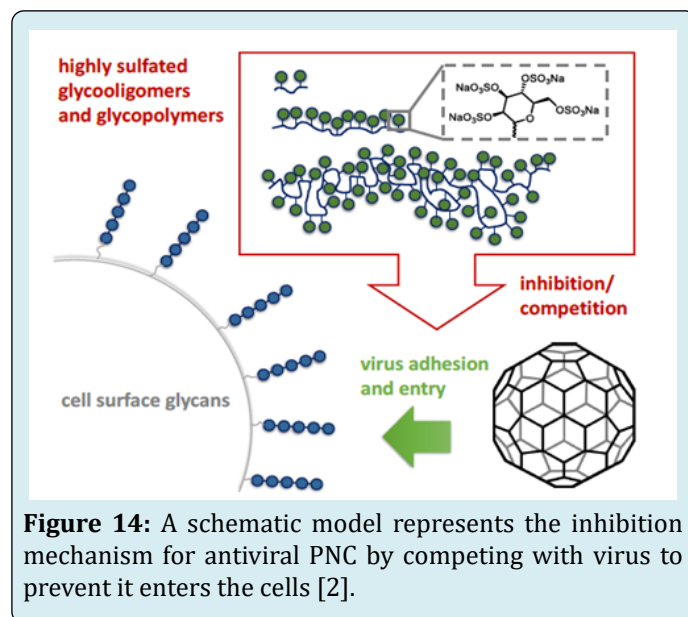 highly sulfated
glycooligomers
and glycopolymers
OSO3Na
NaO3SO
NaO3SO
OSO3Na
NaO3SO
inhibition/
competition
virus adhesion
and entry
cell surface glycans
Figure 14: A schematic model represents the inhibition
mechanism for antiviral PNC by competing with virus to
prevent it enters the cells [2].